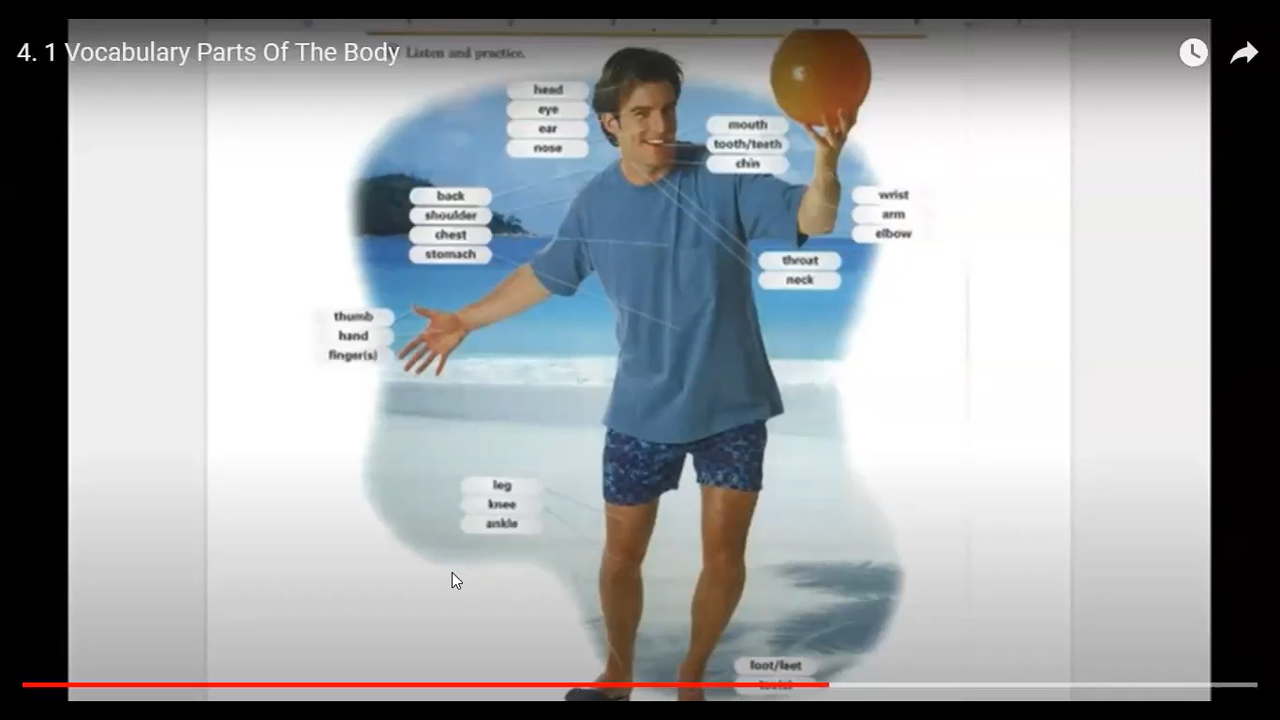 4. 1 Vocabulary Parts Of The Body
Listen and practice.
head
eye
ear
nose
mouth
tooth/teeth
chin
back
shoulder
chest
stomach
wrist
arm
elbow
throat
neck
thumb
hand
finger(s)
leg
knee
ankle
foot/feet